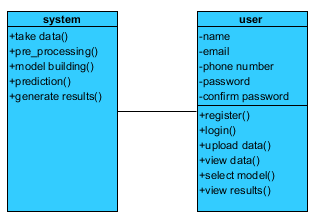 system
+take data()
+pre_processing()
+model building()
+prediction()
+generate results()
user
-name
-email
-phone number
-password
-confirm password
+register()
+login()
+upload data()
+view data()
+select model()
+view results()